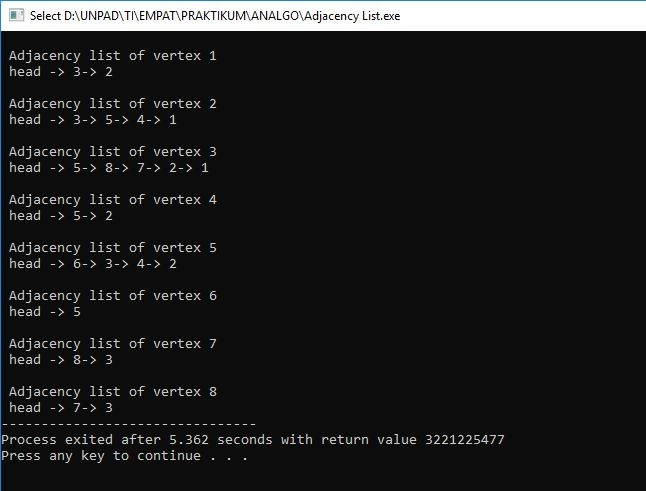 Select D:\UNPAD\TI\EMPAT\PRAKTIKUM\ANALGO\Adjacency List.exe
Adjacency list of vertex 1
head -> 3-> 2
Adjacency list of vertex 2
head -> 3-> 5-> 4-> 1
Adjacency list of vertex 3
head -> 5-> 8-> 7-> 2-> 1
Adjacency list of vertex 4
head -> 5-> 2
Adjacency list of vertex 5
head -> 6-> 3-> 4-> 2
Adjacency list of vertex 6
head -> 5
Adjacency list of vertex 7
head -> 8-> 3
Adjacency list of vertex 8
head -> 7-> 3
--------------------------------
Process exited after 5.362 seconds with return value 3221225477
Press any key to continue . . .